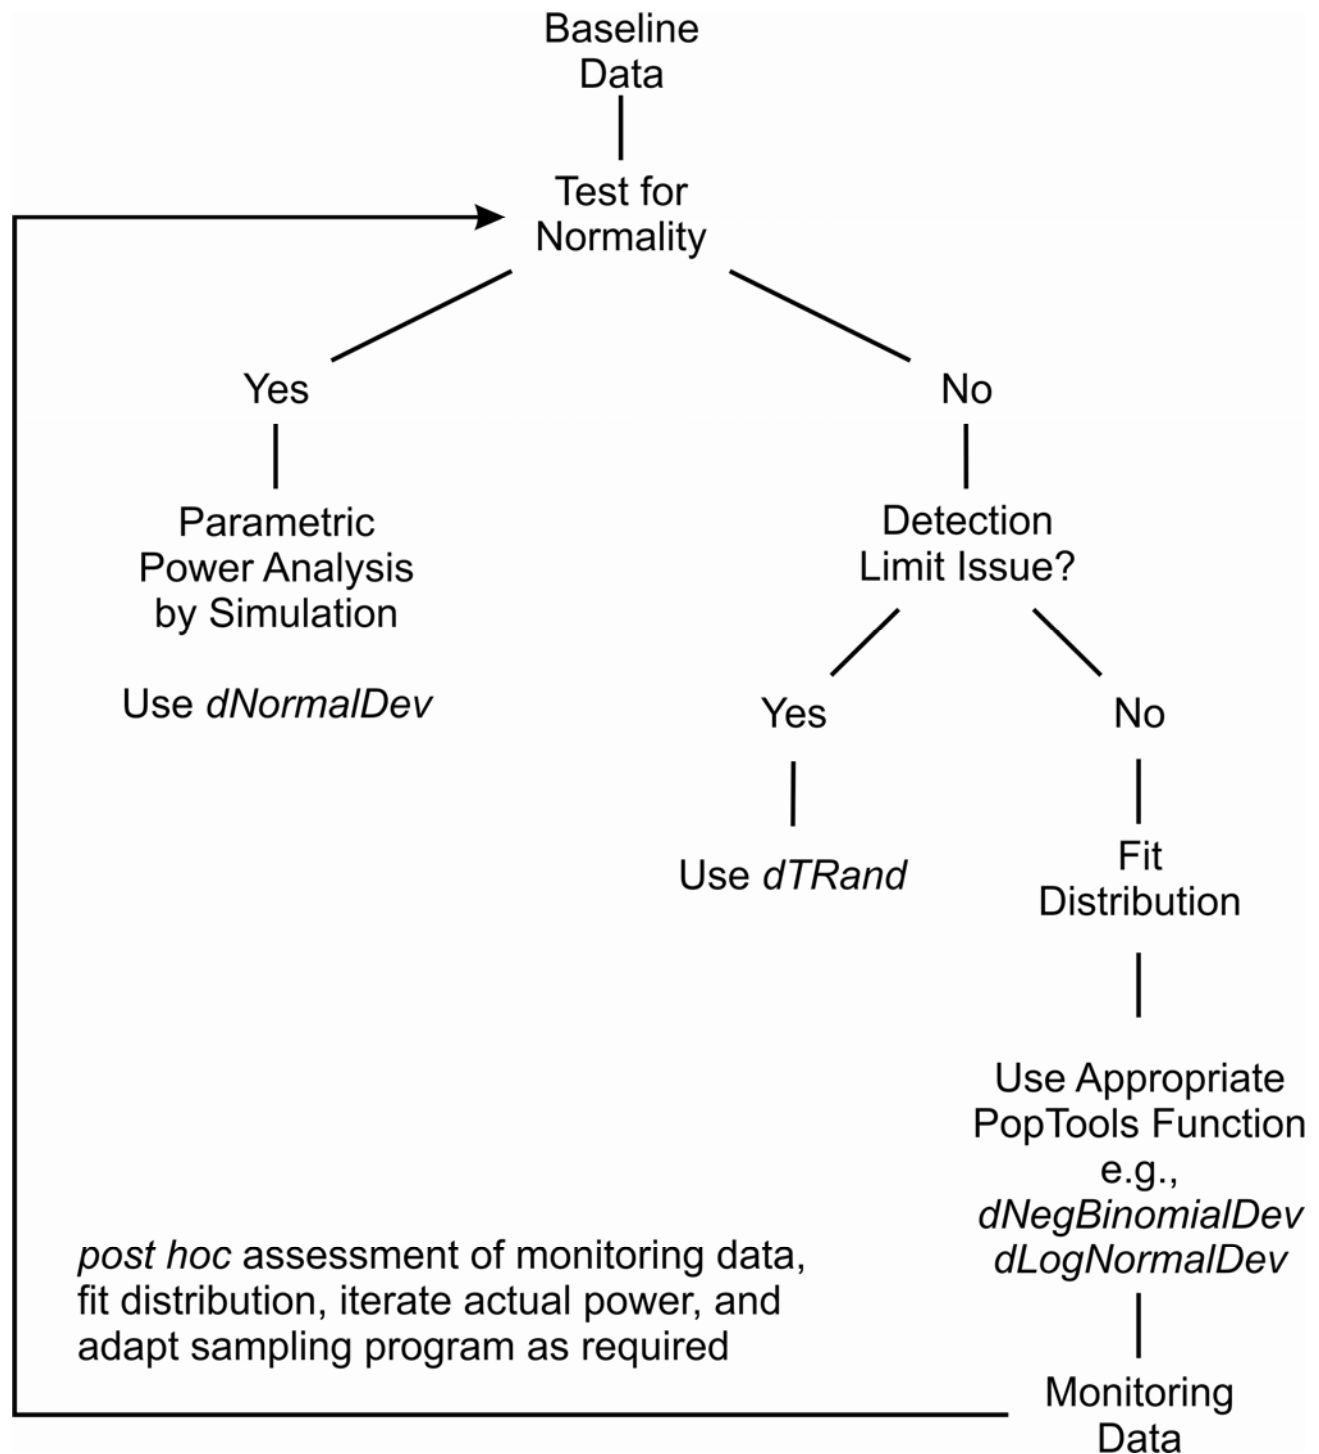 Baseline
Data
Test for
Normality
Yes
No
Parametric
Power Analysis
by Simulation
Use dNormalDev
Detection
Limit Issue?
Yes
No
Use dTRand
Fit
Distribution
Use Appropriate
PopTools Function
e.g.,
dNegBinomialDev
dLogNormalDev
post hoc assessment of monitoring data,
fit distribution, iterate actual power, and
adapt sampling program as required
Monitoring
Data